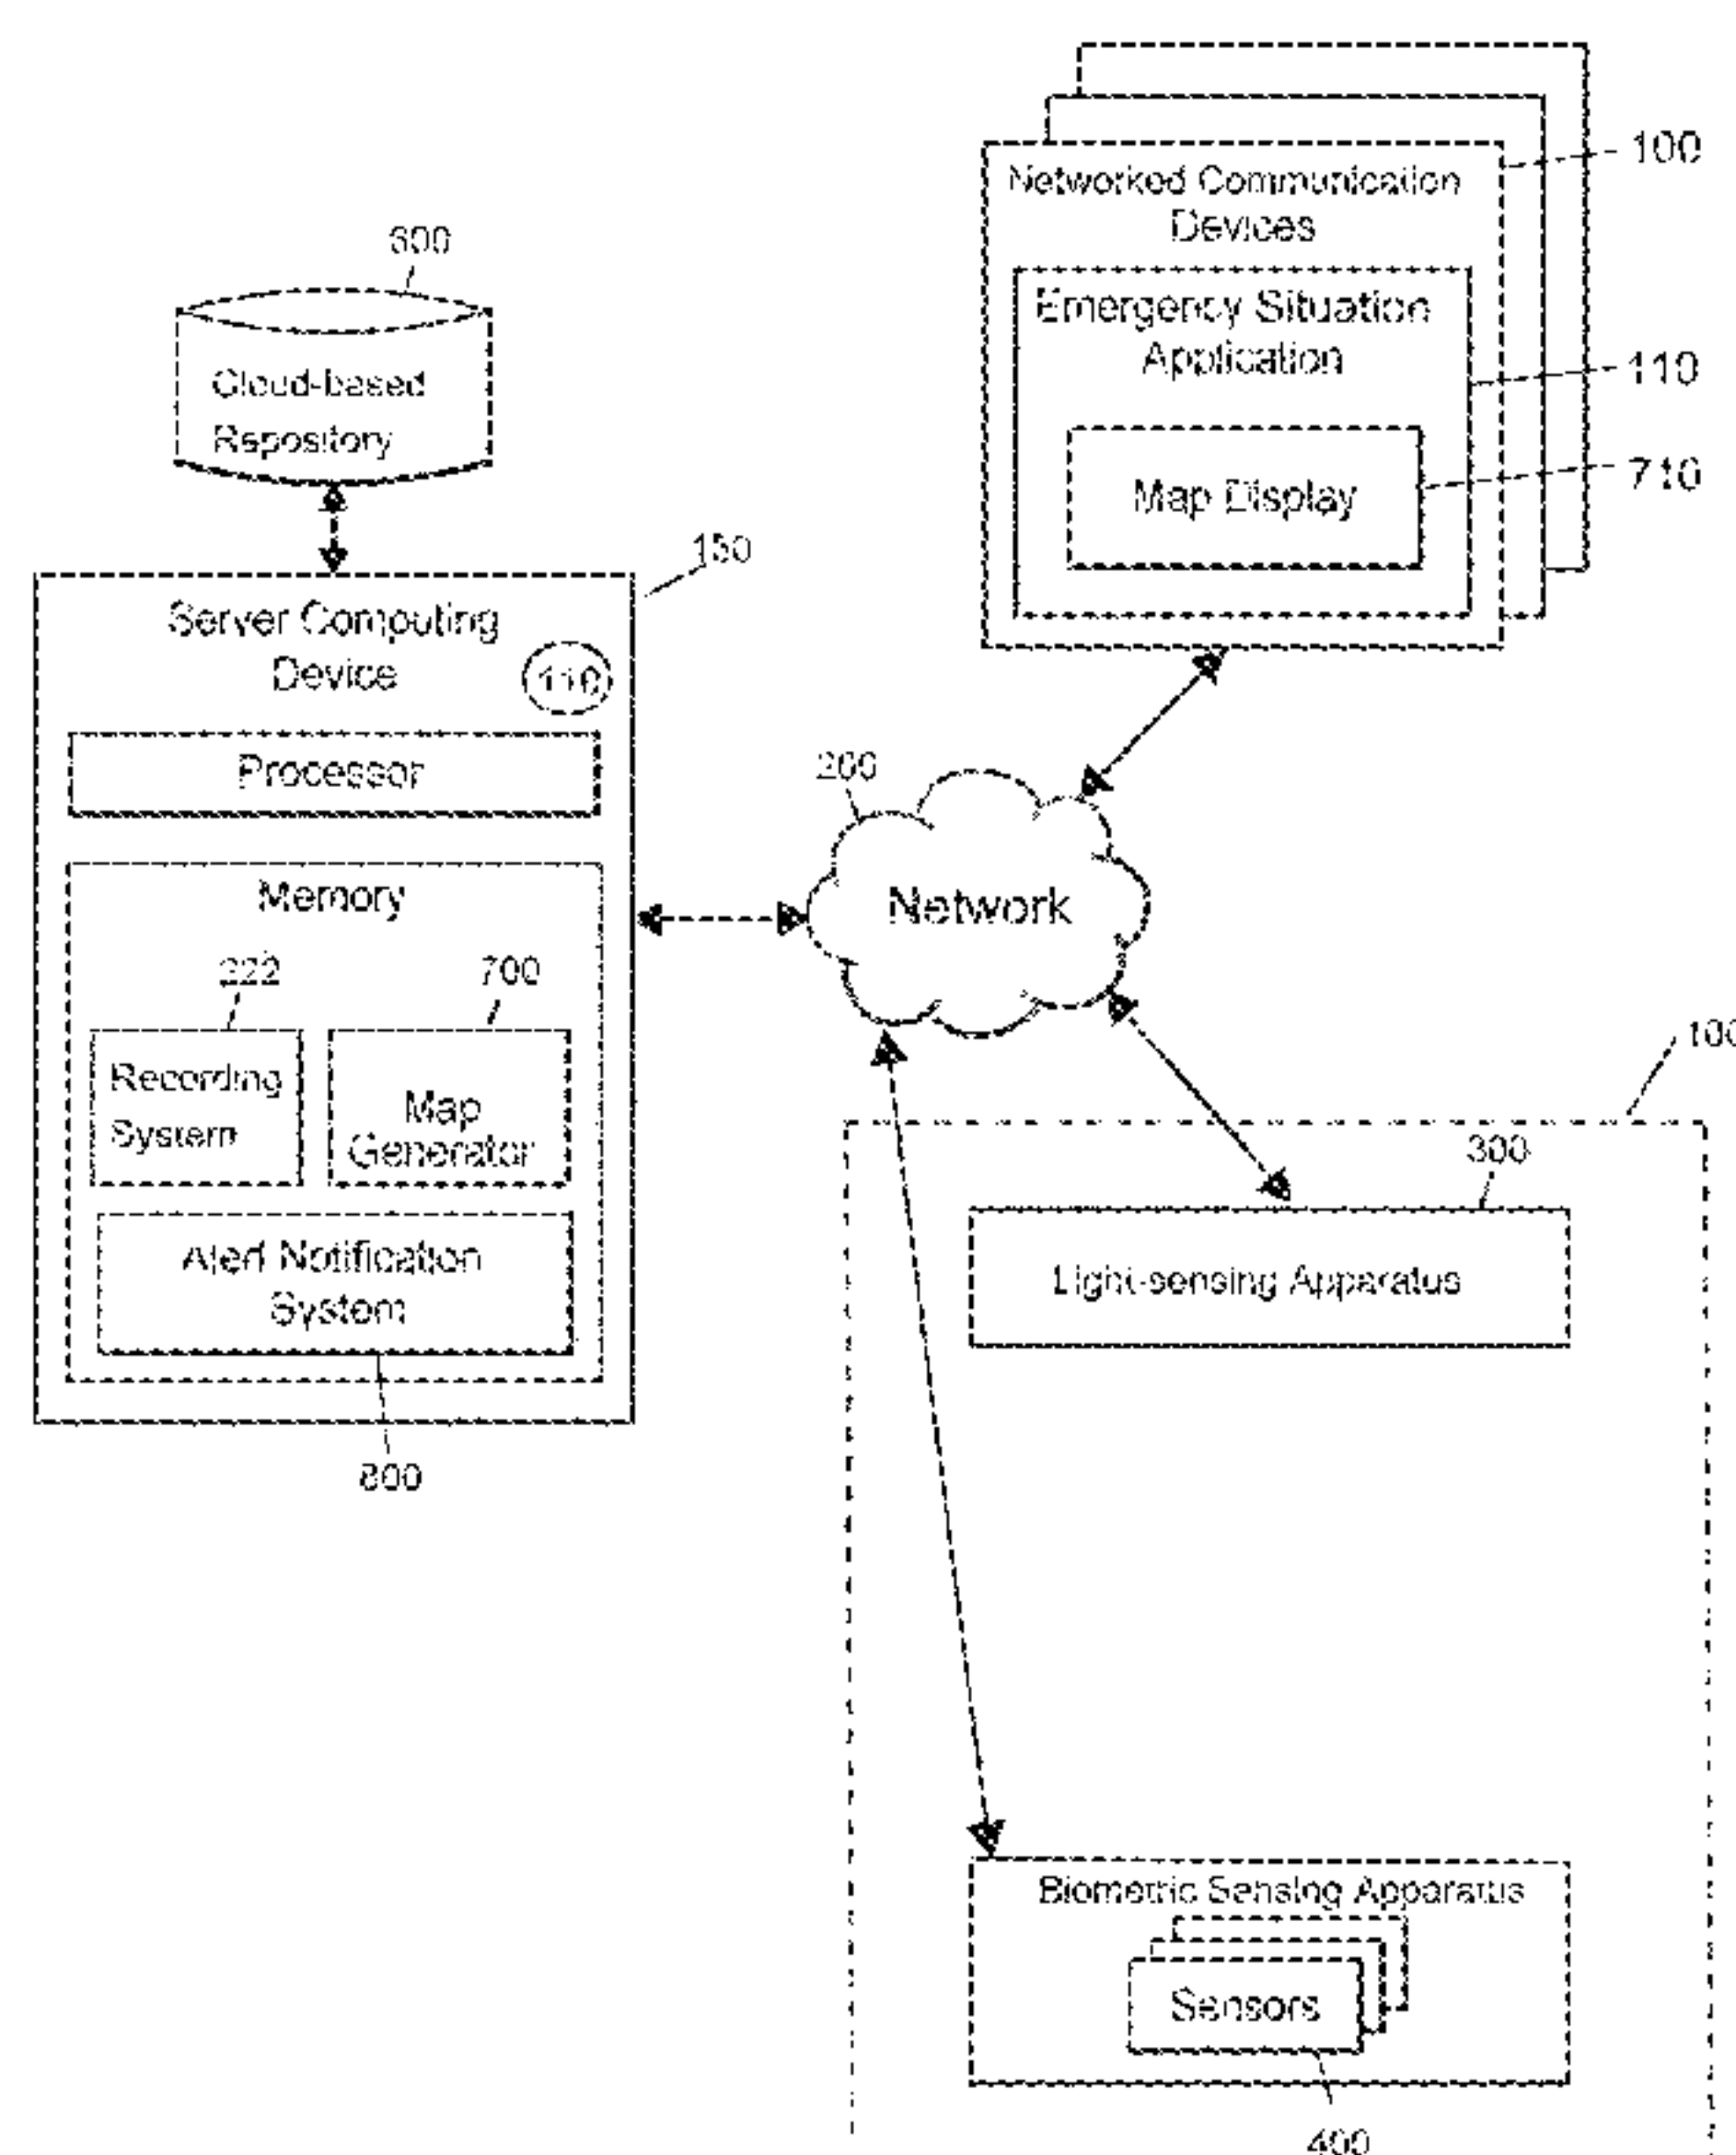 100
Networked Communication
Devices
Emergency Situation
Application
110
Map Display
710
Cloud-based
Repository
150
Server Computing
Device
110
Processor
Memory
222
700
Recording
System
Map
Generator
Alert Notification
System
800
200
Network
100
300
Light-sensing Apparatus
Biometric Sensing Apparatus
Sensors
400